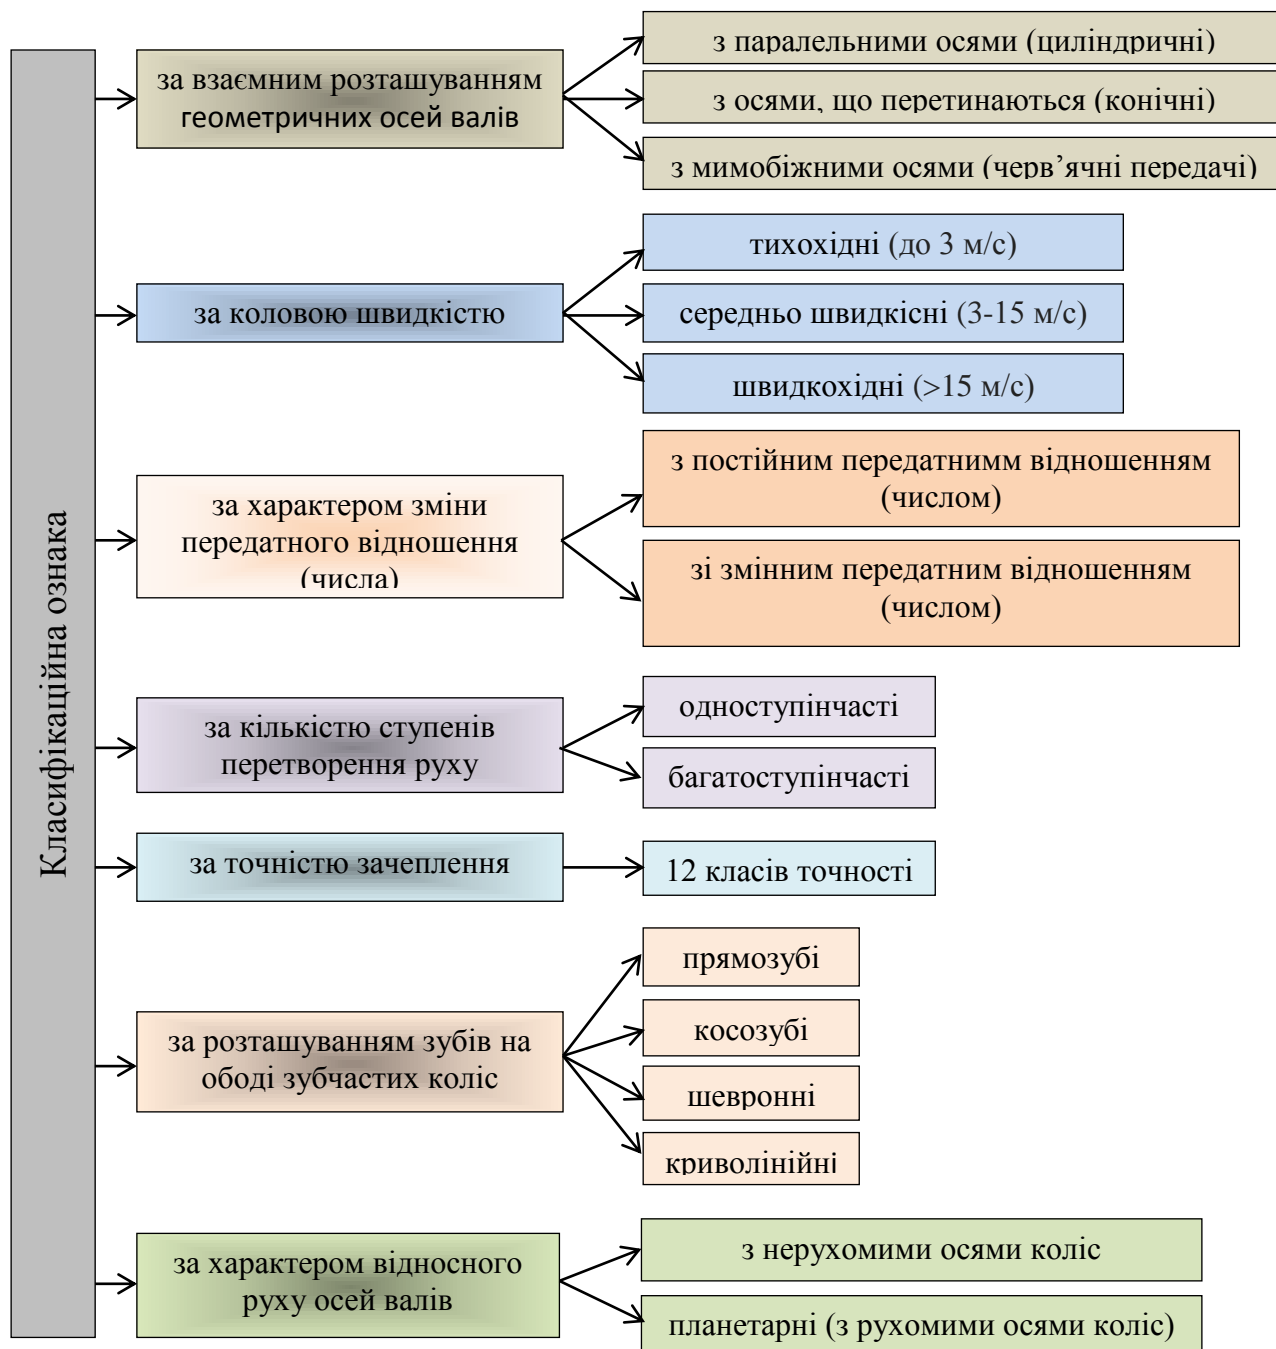 Класифікаційна ознака
за взаємним розташуванням
геометричних осей валів
з паралельними осями (циліндричні)
з осями, що перетинаються (конічні)
з мимобіжними осями (черв’ячні передачі)
за коловою швидкістю
тихохідні (до 3 м/с)
середньо швидкісні (3-15 м/с)
швидкохідні (>15 м/с)
за характером зміни
передатного відношення
(числа)
з постійним передатнимм відношенням
(числом)
зі змінним передатним відношенням
(числом)
за кількістю ступенів
перетворення руху
одноступінчасті
багатоступінчасті
за точністю зачеплення
12 класів точності
за розташуванням зубів на
ободі зубчастих коліс
прямозубі
косозубі
шевронні
криволінійні
за характером відносного
руху осей валів
з нерухомими осями коліс
планетарні (з рухомими осями коліс)